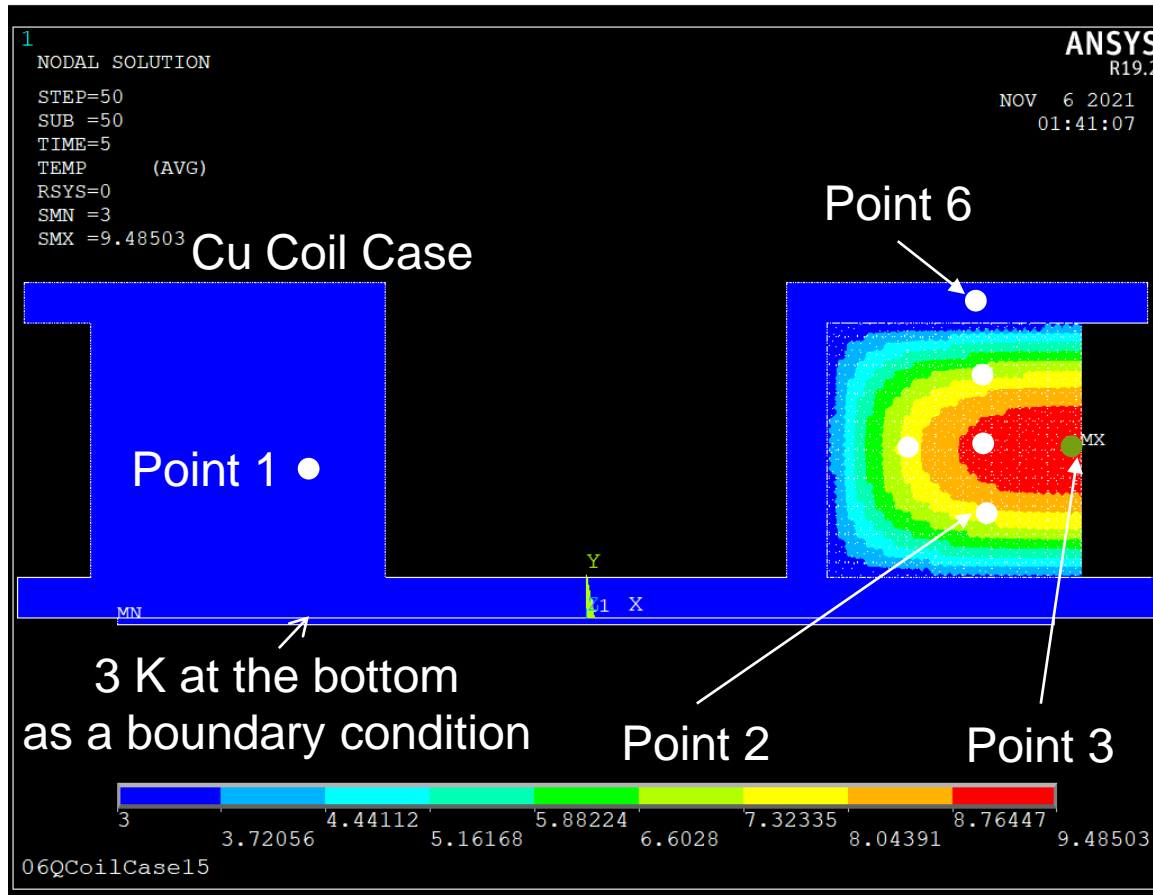 1
ANSYS
R19.2
NODAL SOLUTION
STEP=50
SUB =50
TIME=5
TEMP (AVG)
RSYS=0
SMN =3
SMX =9.48503
NOV 6 2021
01:41:07
Point 6
Cu Coil Case
Point 1
MX
Y
1 X
MN
3 K at the bottom
as a boundary condition
Point 2
Point 3
3
3.72056
4.44112
5.16168
5.88224
6.6028
7.32335
8.04391
8.76447
9.48503
06QCoilCase15